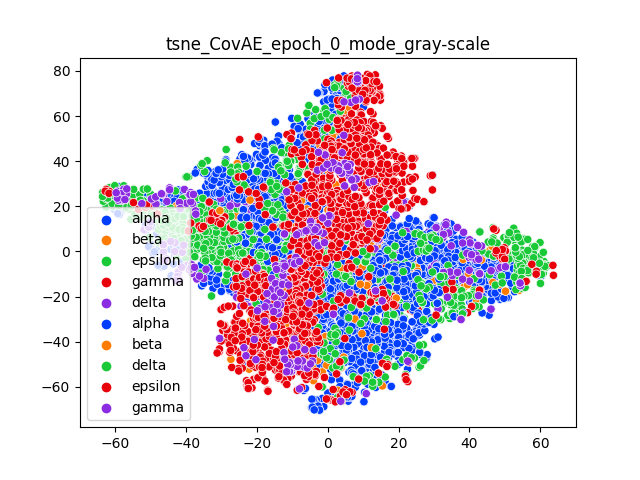 tsne_CovAE_epoch_0_mode_gray-scale
80
60
40
20
0
−20
−40
−60
alpha
beta
epsilon
gamma
delta
alpha
beta
delta
epsilon
gamma
−60 −40 −20 0 20 40 60